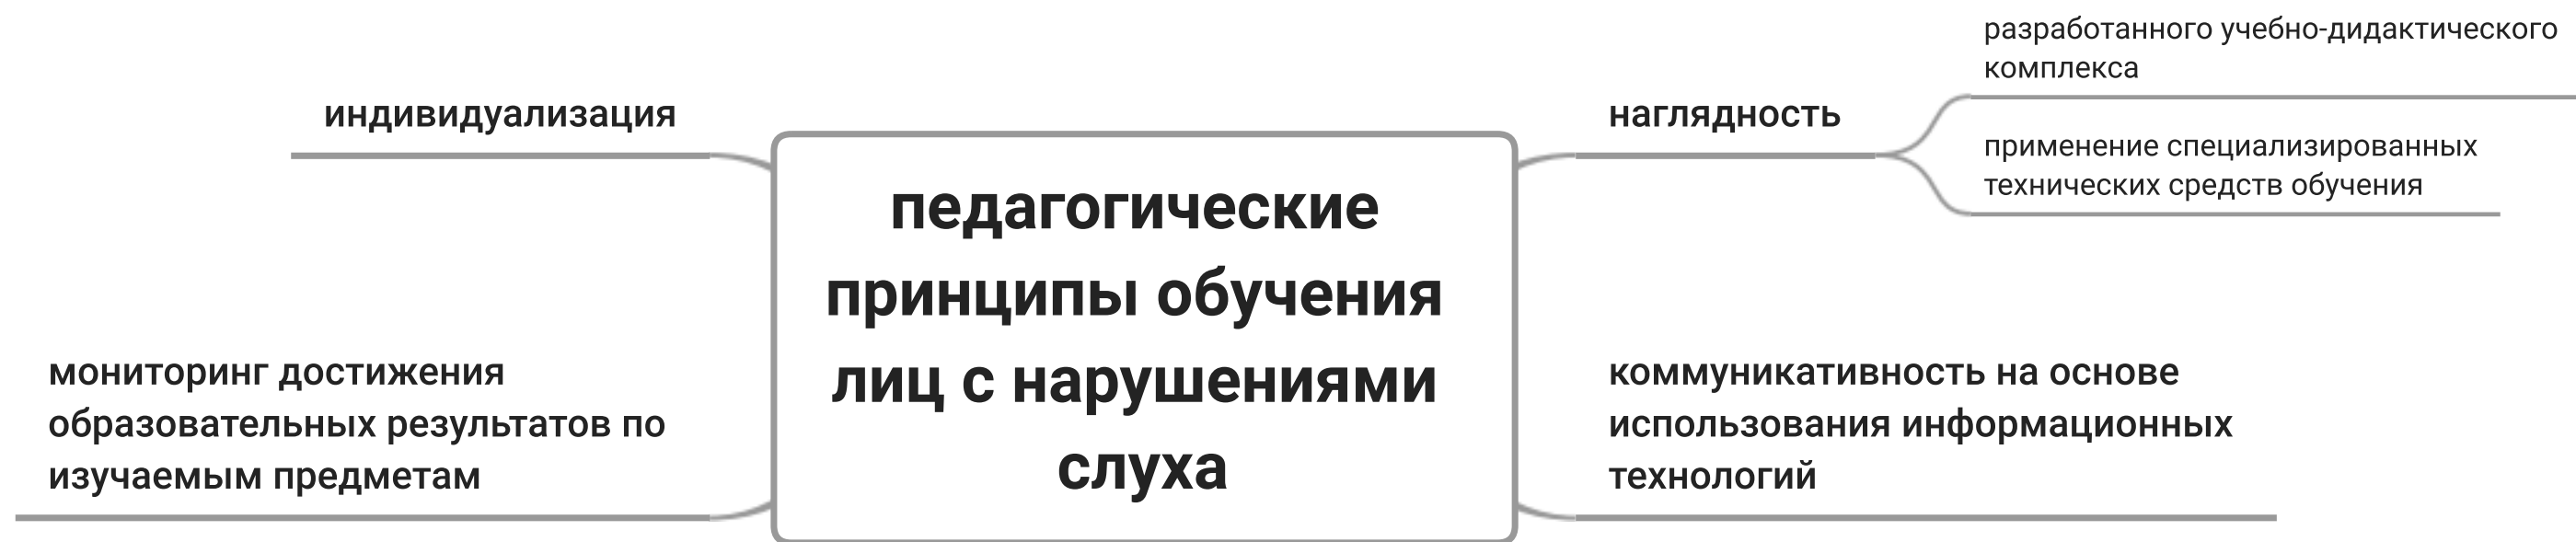 педагогические
принципы обучения
лиц с нарушениями
слуха
наглядность
разработанного учебно-дидактического
комплекса
применение специализированных
технических средств обучения
коммуникативность на основе
использования информационных
технологий
индивидуализация
мониторинг достижения
образовательных результатов по
изучаемым предметам